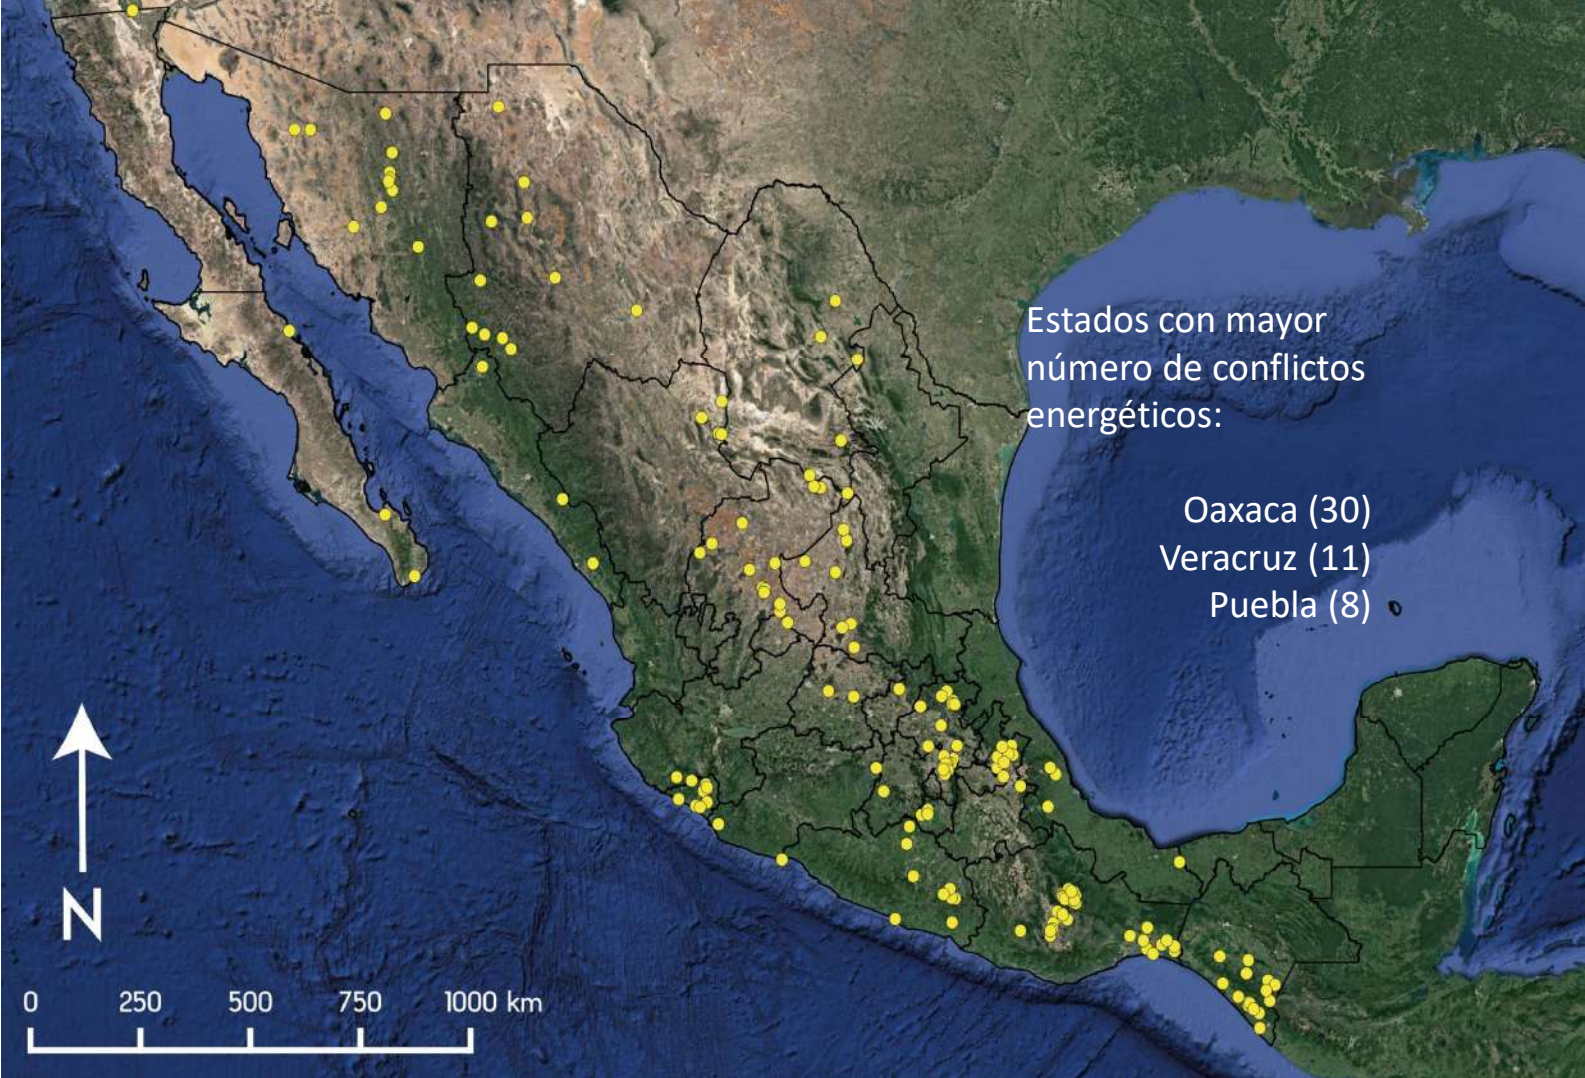 Estados con mayor
número de conflictos
energéticos:
Oaxaca (30)
Veracruz (11)
Puebla (8)
N
0 250 500 750 1000 km